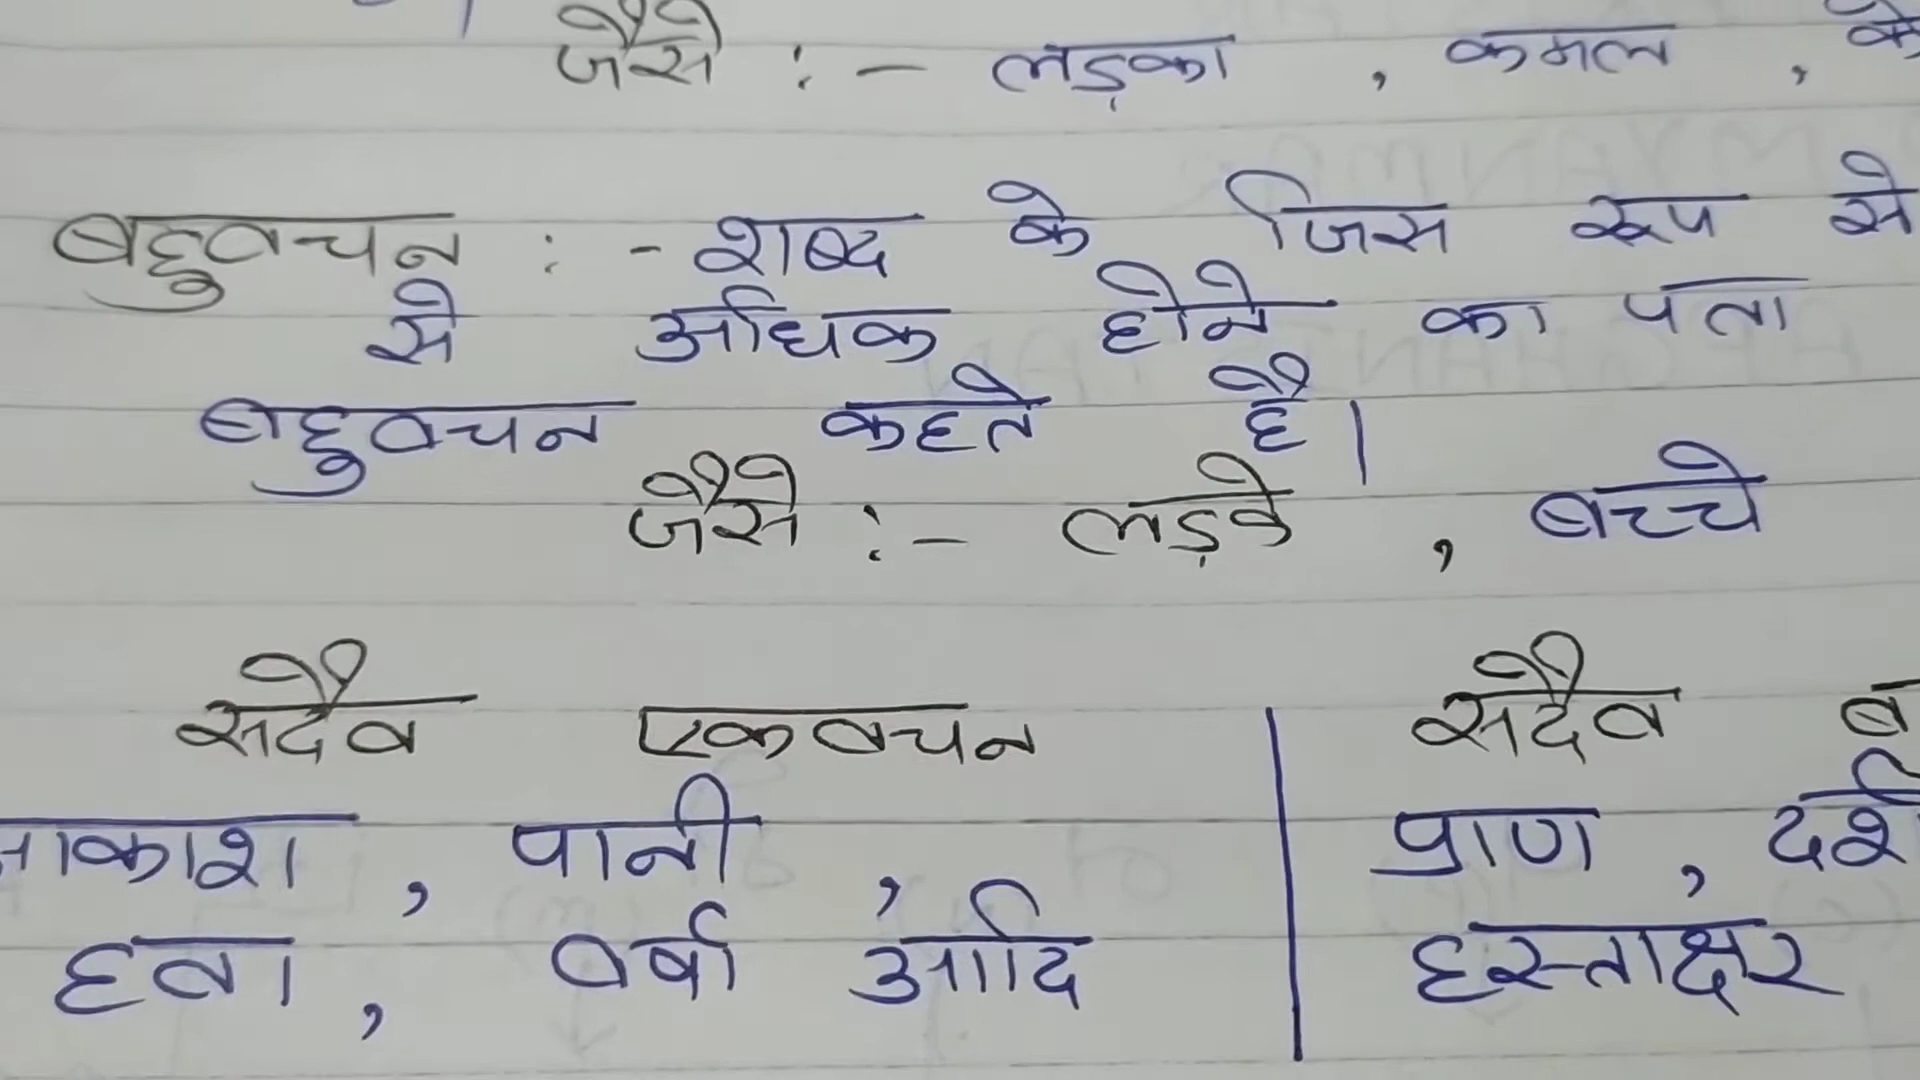 जैसे :- लड़का , कमल ,
बहुवचन :- शब्द के जिस रूप से
से अधिक होने का पता
बहुवचन कहते है।
जैसे :- लड़के , बच्चे
सदैव एकवचन | सदैव
आकाश , पानी , | प्राण ,
हवा , वर्षा आदि | हस्ताक्षर